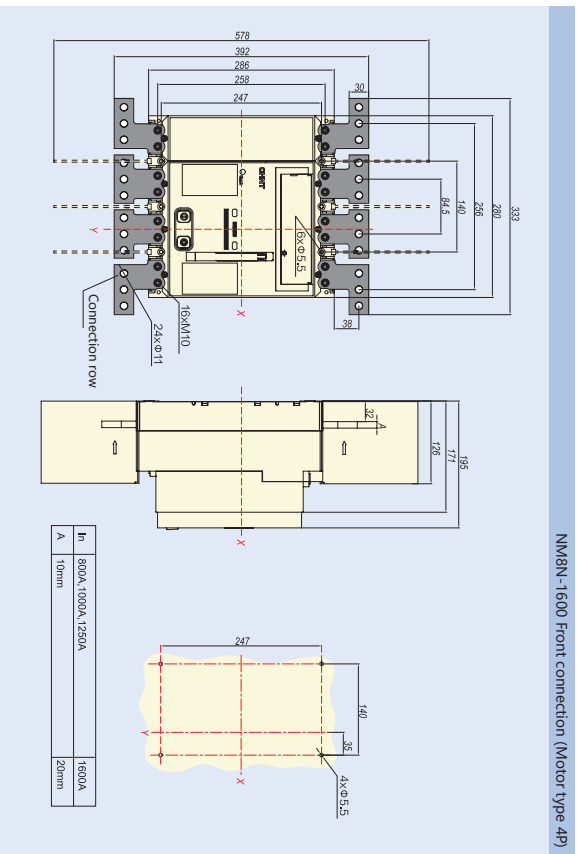 NM8N-1600 Front connection (Motor type 4P)
578
392
286
258
247
30
333
280
256
140
84.5
38
CHNT
6xΦ5.5
Y
X
16xM10
24xΦ11
Connection row
32
A
126
171
195
X
247
140
35
Y
X
4xΦ5.5
In 800A,1000A,1250A 1600A
A 10mm 20mm